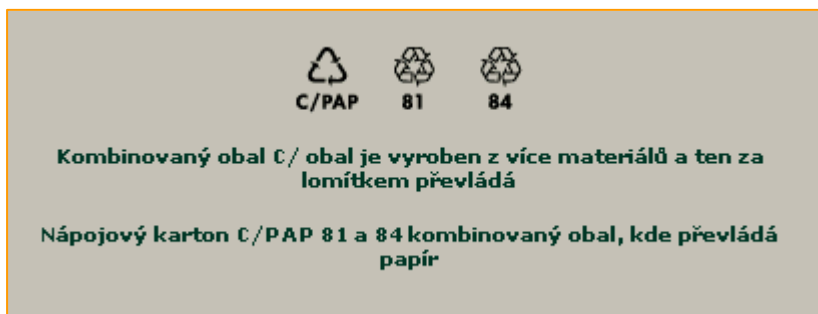 C/PAP 81 84
Kombinovaný obal C/ obal je vyroben z více materiálů a ten za
lomítkem převládá
Nápojový karton C/PAP 81 a 84 kombinovaný obal, kde převládá
papír